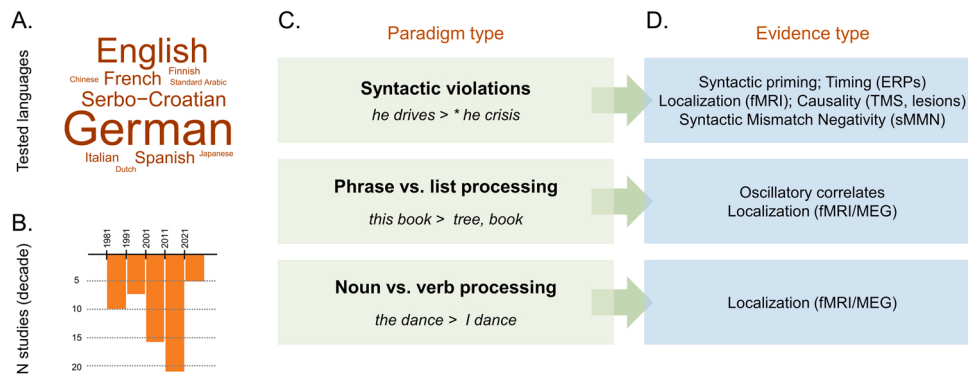 A.
Tested languages
English
Chinese French Finnish
Standard Arabic
Serbo−Croatian
German
Italian Spanish Japanese
Dutch
B.
N studies (decade)
1981 1991 2001 2011 2021
5
10
15
20
C.
Paradigm type
Syntactic violations
he drives > * he crisis
Phrase vs. list processing
this book > tree, book
Noun vs. verb processing
the dance > I dance
D.
Evidence type
Syntactic priming; Timing (ERPs)
Localization (fMRI); Causality (TMS, lesions)
Syntactic Mismatch Negativity (sMMN)
Oscillatory correlates
Localization (fMRI/MEG)
Localization (fMRI/MEG)